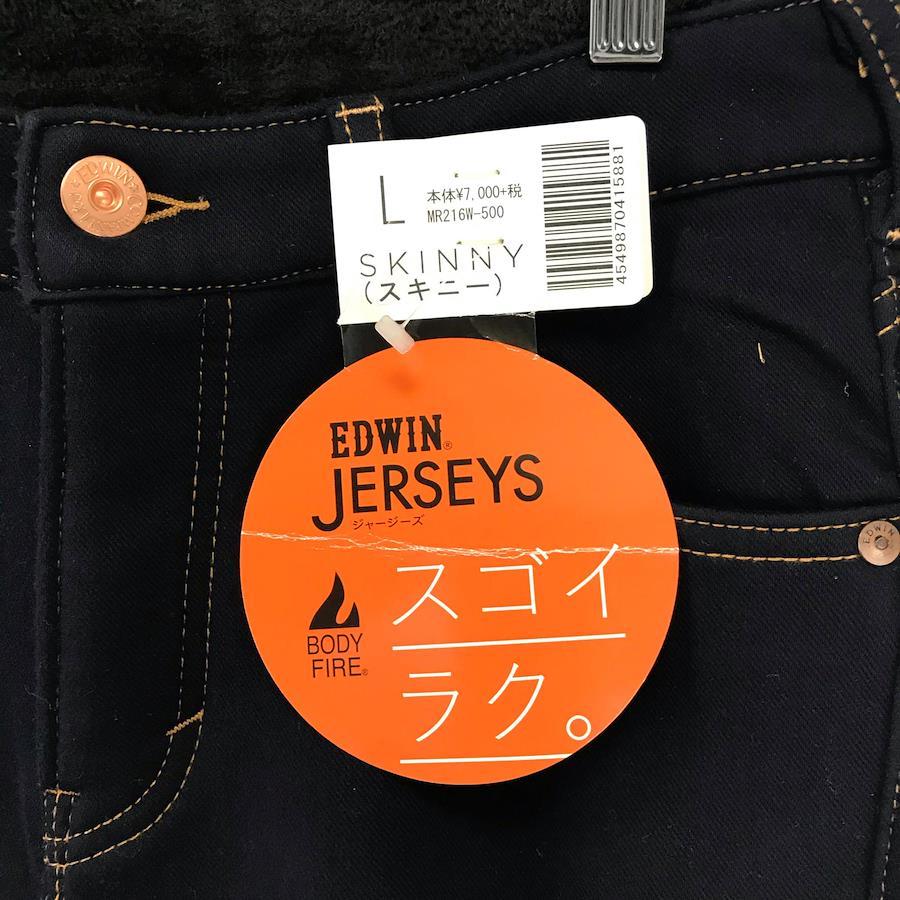 EDWIN
L
本体¥7,000+税
MR216W-500
SKINNY
(スキニー)
4549870415881
EDWIN®
JERSEYS
ジャージーズ
BODY
FIRE®
スゴイ
ラク。
EDWIN